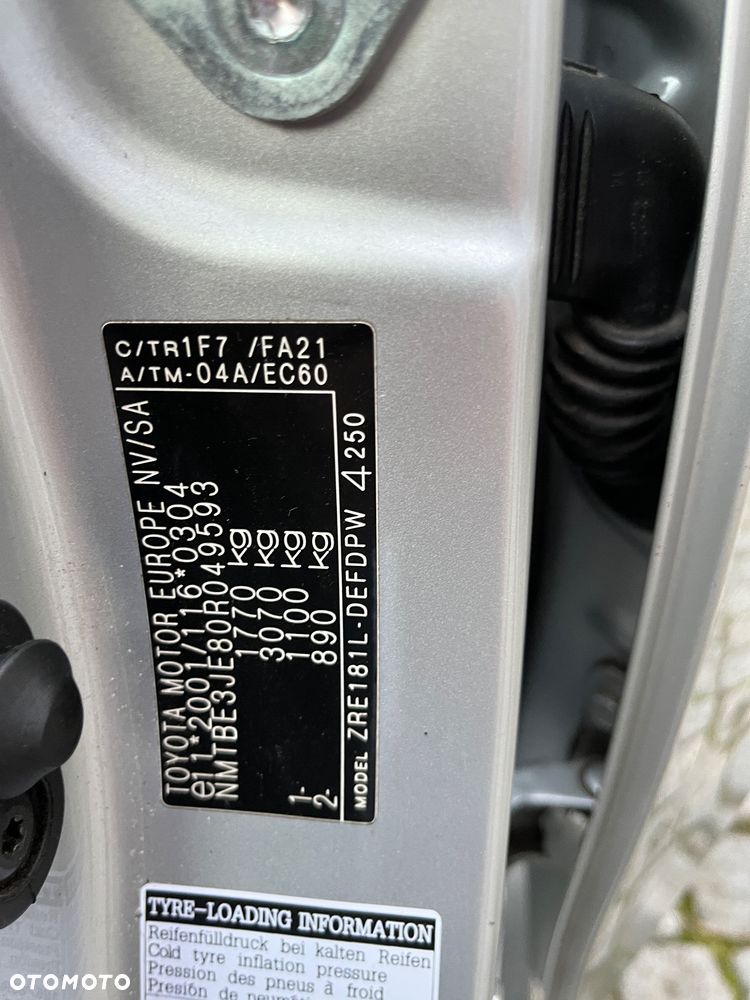 C/TR1F7 /FA21
A/TM-04A/EC60
TOYOTA MOTOR EUROPE NV/SA
e11*2001/116*0304
NMTBE3JE80R049593
1770 kg
3070 kg
1- 1100 kg
2- 890 kg
MODEL ZRE181L-DEFDPW 4 250
TYRE-LOADING INFORMATION
Reifenfülldruck bei kalten Reifen
Cold tyre inflation pressure
Pression des pneus à froid
Presión de
OTOMOTO